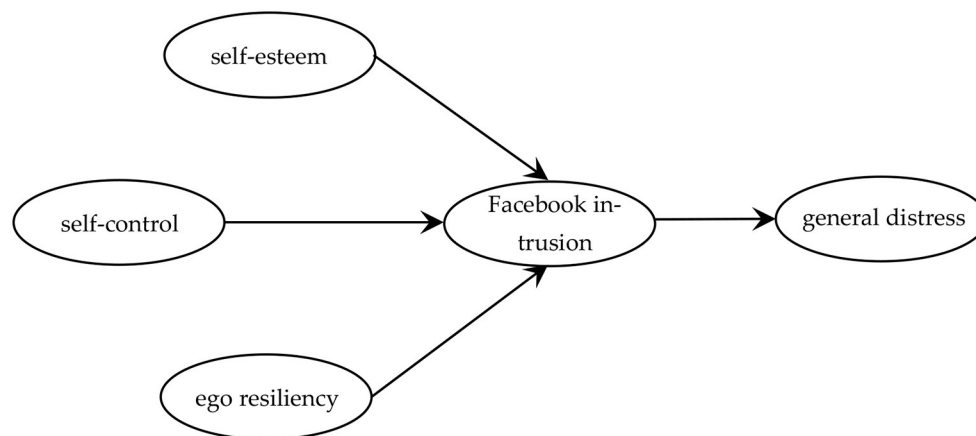 self-esteem
self-control
Facebook in-
trusion
general distress
ego resiliency